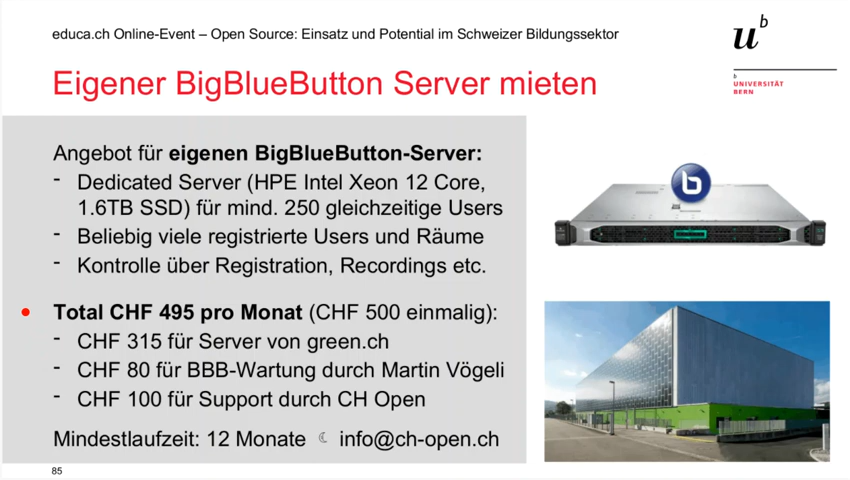 educa.ch Online-Event – Open Source: Einsatz und Potential im Schweizer Bildungssektor
u^b
Eigener BigBlueButton Server mieten
b
UNIVERSITÄT
BERN
Angebot für eigenen BigBlueButton-Server:
- Dedicated Server (HPE Intel Xeon 12 Core,
1.6TB SSD) für mind. 250 gleichzeitige Users
- Beliebig viele registrierte Users und Räume
- Kontrolle über Registration, Recordings etc.
b
• Total CHF 495 pro Monat (CHF 500 einmalig):
- CHF 315 für Server von green.ch
- CHF 80 für BBB-Wartung durch Martin Vögeli
- CHF 100 für Support durch CH Open
Mindestlaufzeit: 12 Monate ☾ info@ch-open.ch
85